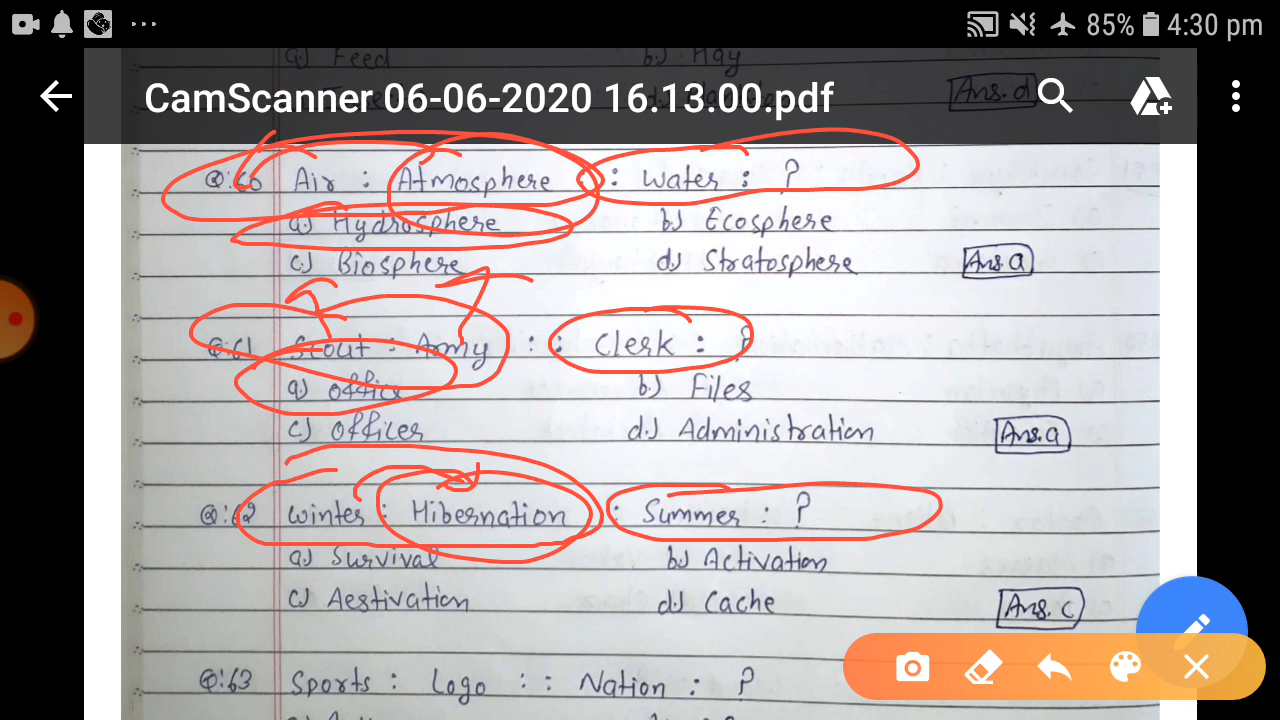 85% 4:30 pm
a.) Feed b.) Hay
CamScanner 06-06-2020 16.13.00.pdf
Ans. d
Q:60 Air : Atmosphere : : Water : ?
a.) Hydrosphere b.) Ecosphere
c.) Biosphere d.) Stratosphere Ans. a
Q:61 Scout : Army : : Clerk : ?
a.) office b.) Files
c.) Officer d.) Administration Ans. a
Q:62 Winter : Hibernation : Summer : ?
a.) Survival b.) Activation
c.) Aestivation d.) Cache Ans. c
Q:63 Sports : Logo : : Nation : ?